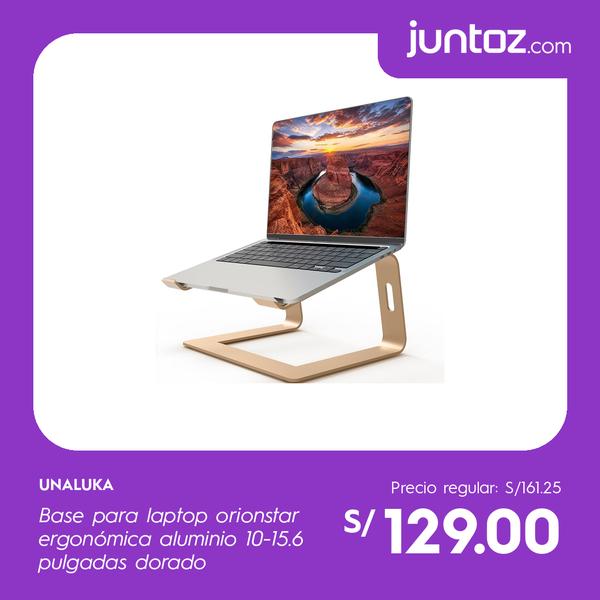 juntoz.com
UNALUKA
Base para laptop orionstar
ergonómica aluminio 10-15.6
pulgadas dorado
Precio regular: S/161.25
S/ 129.00